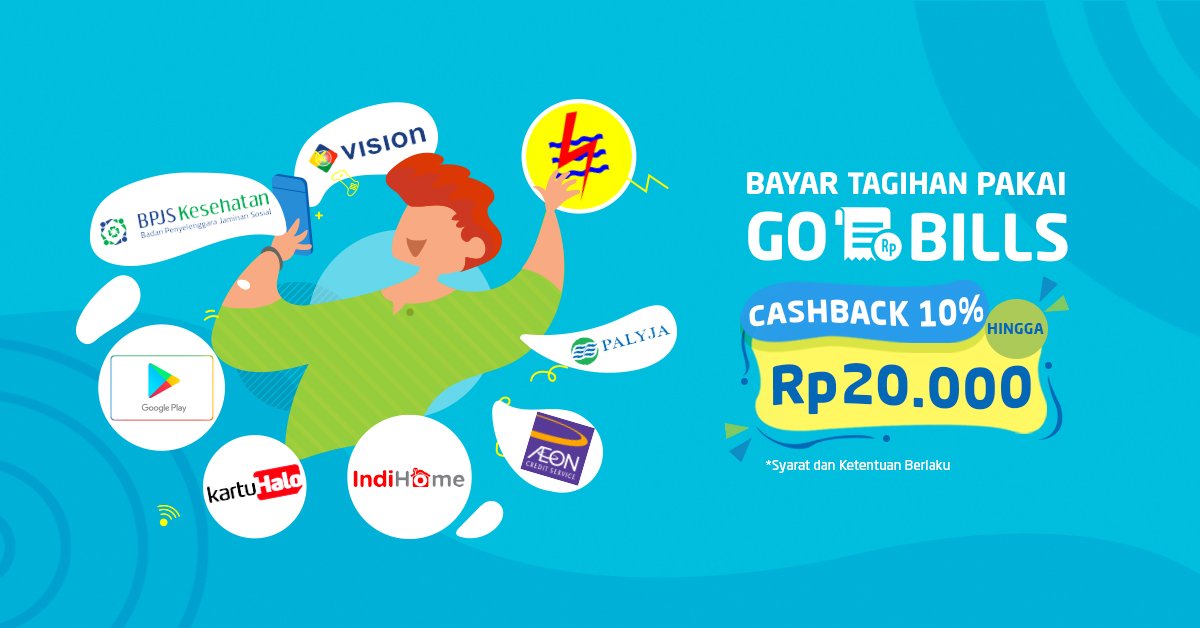 VISION
BPJS Kesehatan
Badan Penyelenggara Jaminan Sosial
PALYJA
Google Play
kartuHalo
IndiHome
ÆON
CREDIT SERVICE
BAYAR TAGIHAN PAKAI
GO Rp BILLS
CASHBACK 10%
HINGGA
Rp20.000
*Syarat dan Ketentuan Berlaku